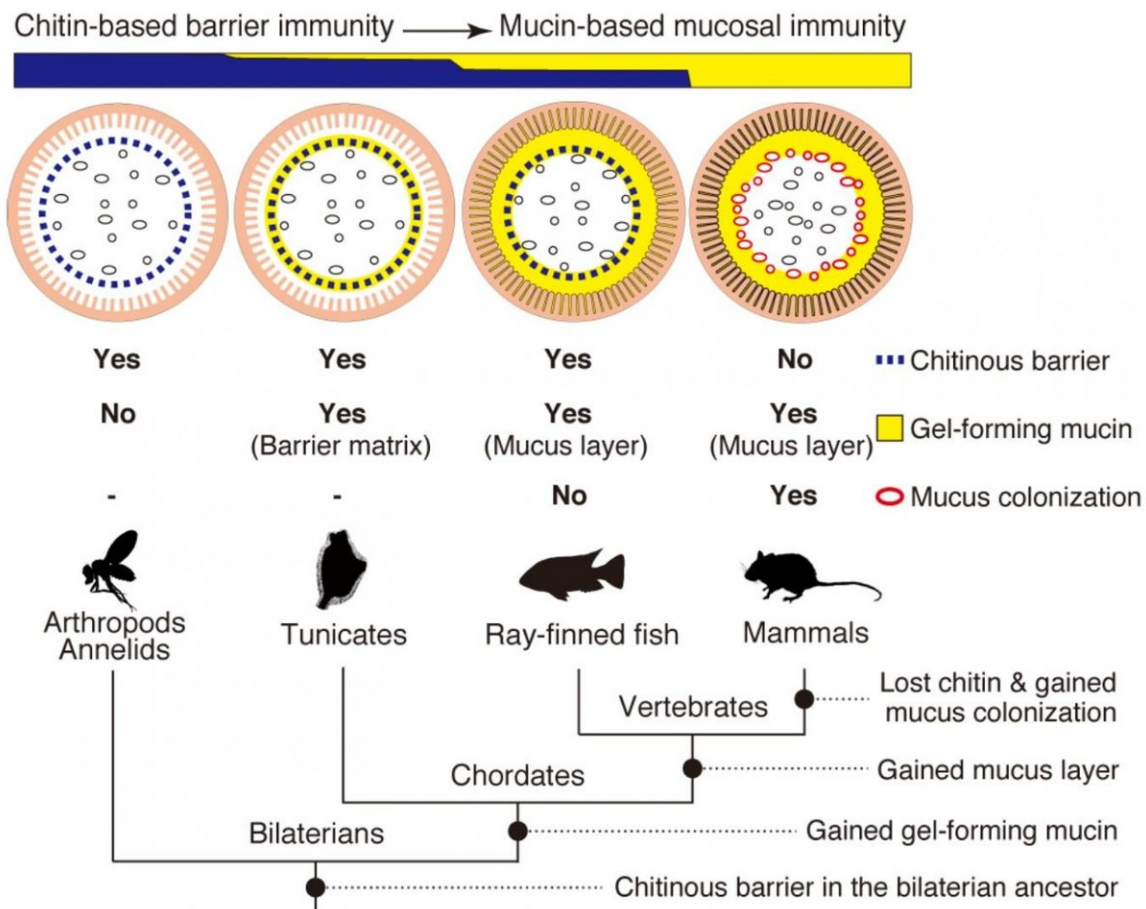 Chitin-based barrier immunity → Mucin-based mucosal immunity
Yes Yes Yes No Chitinous barrier
No Yes Yes Yes Gel-forming mucin
(Barrier matrix) (Mucus layer) (Mucus layer)
- - No Yes Mucus colonization
Arthropods
Annelids
Tunicates
Ray-finned fish
Mammals
Vertebrates
Lost chitin & gained
mucus colonization
Chordates
Gained mucus layer
Bilaterians
Gained gel-forming mucin
Chitinous barrier in the bilaterian ancestor